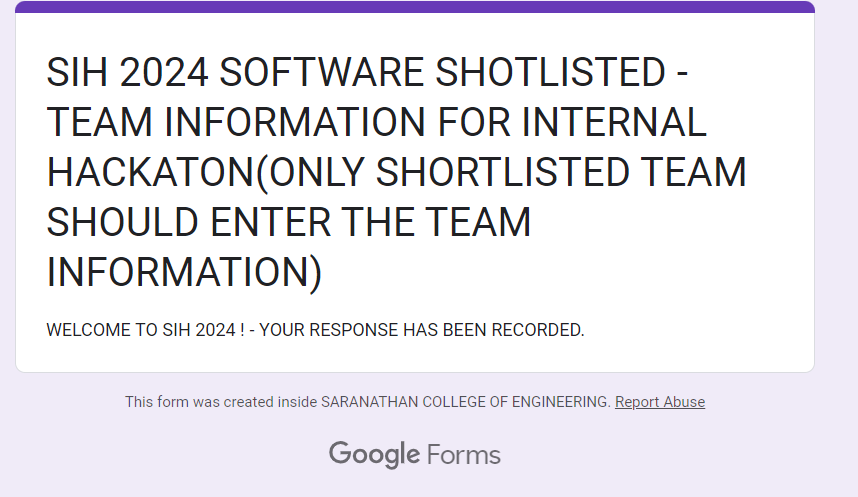 SIH 2024 SOFTWARE SHOTLISTED -
TEAM INFORMATION FOR INTERNAL
HACKATON(ONLY SHORTLISTED TEAM
SHOULD ENTER THE TEAM
INFORMATION)
WELCOME TO SIH 2024 ! - YOUR RESPONSE HAS BEEN RECORDED.
This form was created inside SARANATHAN COLLEGE OF ENGINEERING. Report Abuse
Google Forms